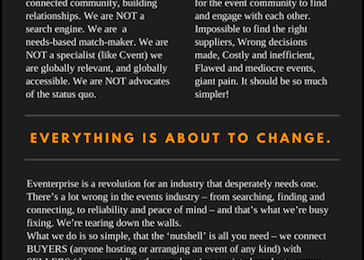 connected community, building
relationships. We are NOT a
search engine. We are a
needs-based match-maker. We are
NOT a specialist (like Cvent) we
are globally relevant, and globally
accessible. We are NOT advocates
of the status quo.
for the event community to find
and engage with each other.
Impossible to find the right
suppliers, Wrong decisions
made, Costly and inefficient,
Flawed and mediocre events,
giant pain. It should be so much
simpler!
EVERYTHING IS ABOUT TO CHANGE.
Eventerprise is a revolution for an industry that desperately needs one.
There's a lot wrong in the events industry – from searching, finding and
connecting, to reliability and peace of mind – and that's what we're busy
fixing. We're tearing down the walls.
What we do is so simple, that the 'nutshell' is all you need – we connect
BUYERS (anyone hosting or arranging an event of any kind) with